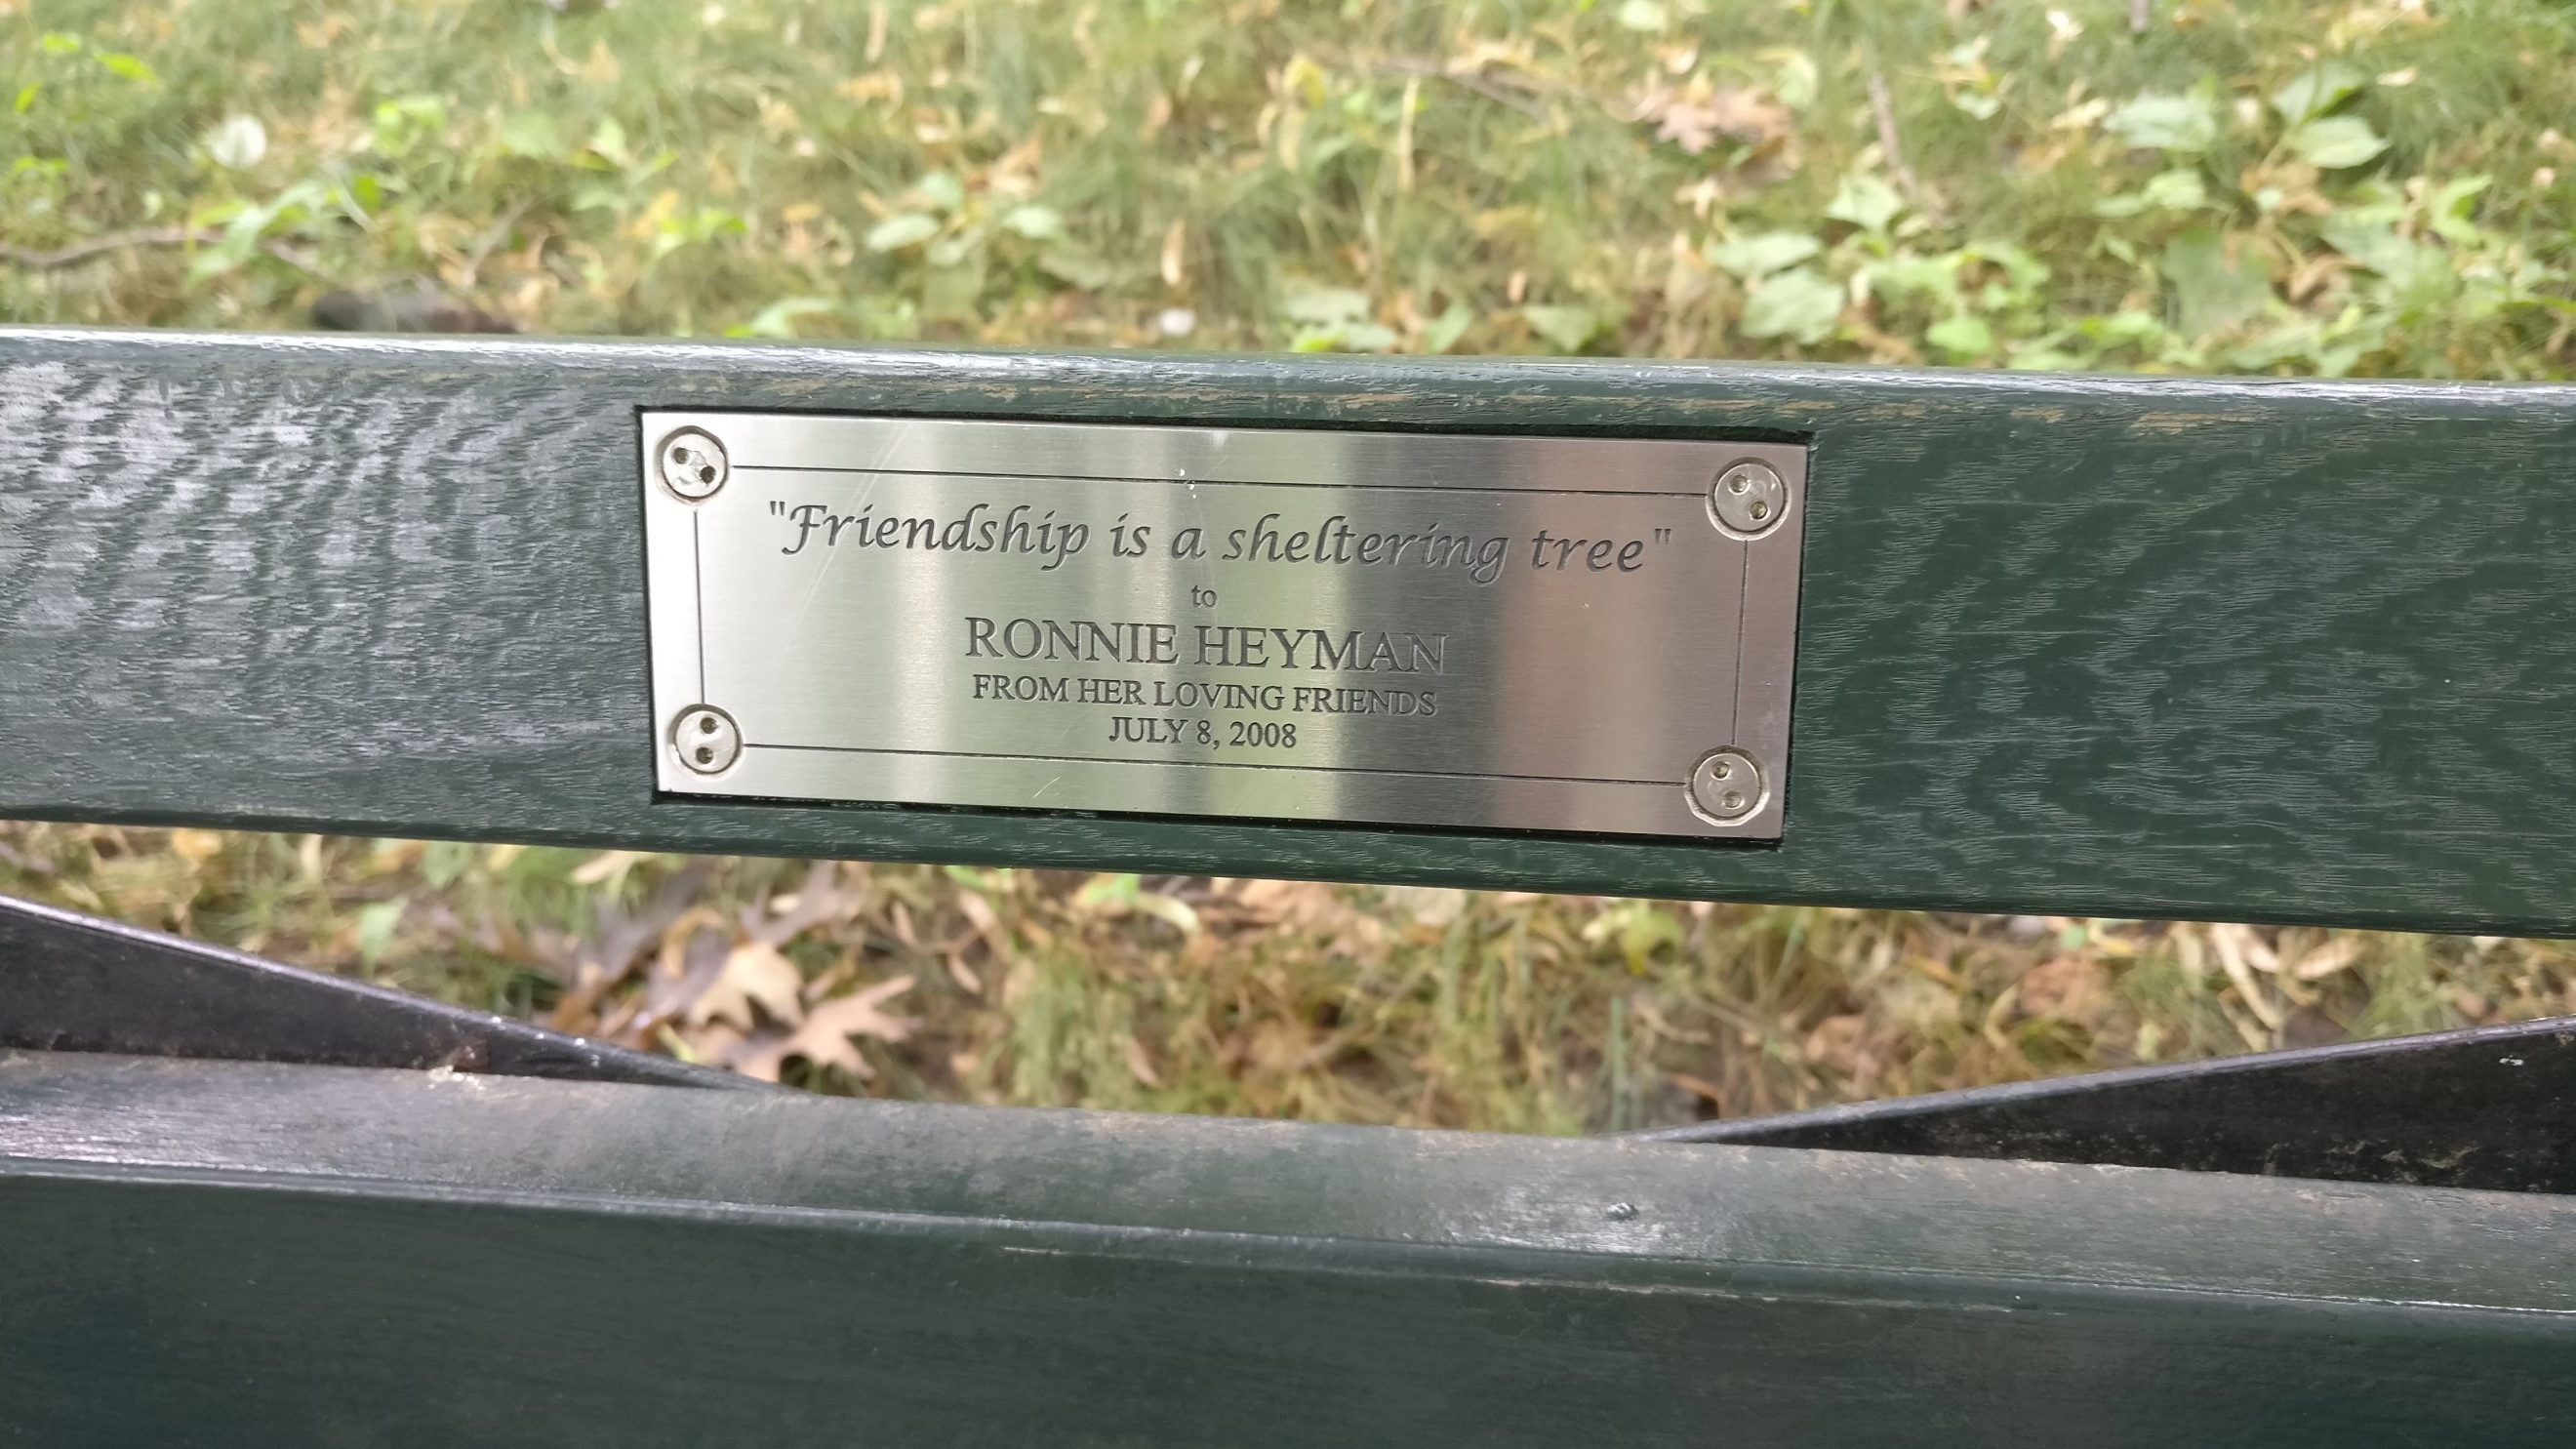 "Friendship is a sheltering tree"
to
RONNIE HEYMAN
FROM HER LOVING FRIENDS
JULY 8, 2008